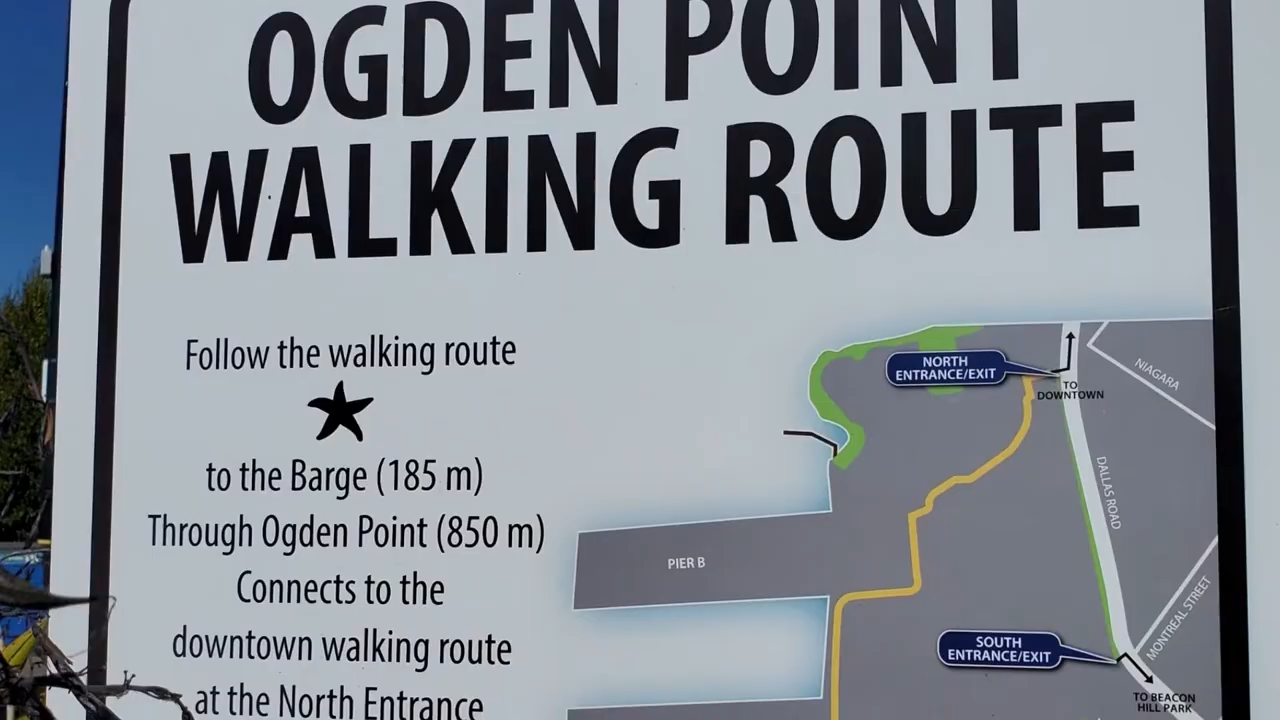 OGDEN POINT
WALKING ROUTE
Follow the walking route
to the Barge (185 m)
Through Ogden Point (850 m)
Connects to the
downtown walking route
at the North Entrance
NORTH
ENTRANCE/EXIT
TO
DOWNTOWN
NIAGARA
DALLAS ROAD
PIER B
MONTREAL STREET
SOUTH
ENTRANCE/EXIT
TO BEACON
HILL PARK